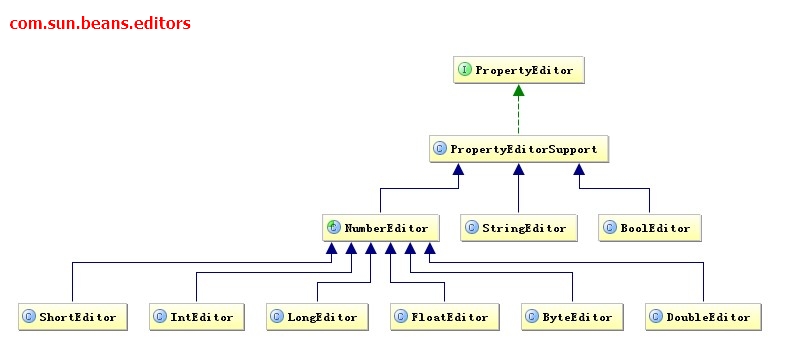 com.sun.beans.editors
I PropertyEditor
C PropertyEditorSupport
C NumberEditor
C StringEditor
C BoolEditor
C ShortEditor
C IntEditor
C LongEditor
C FloatEditor
C ByteEditor
C DoubleEditor